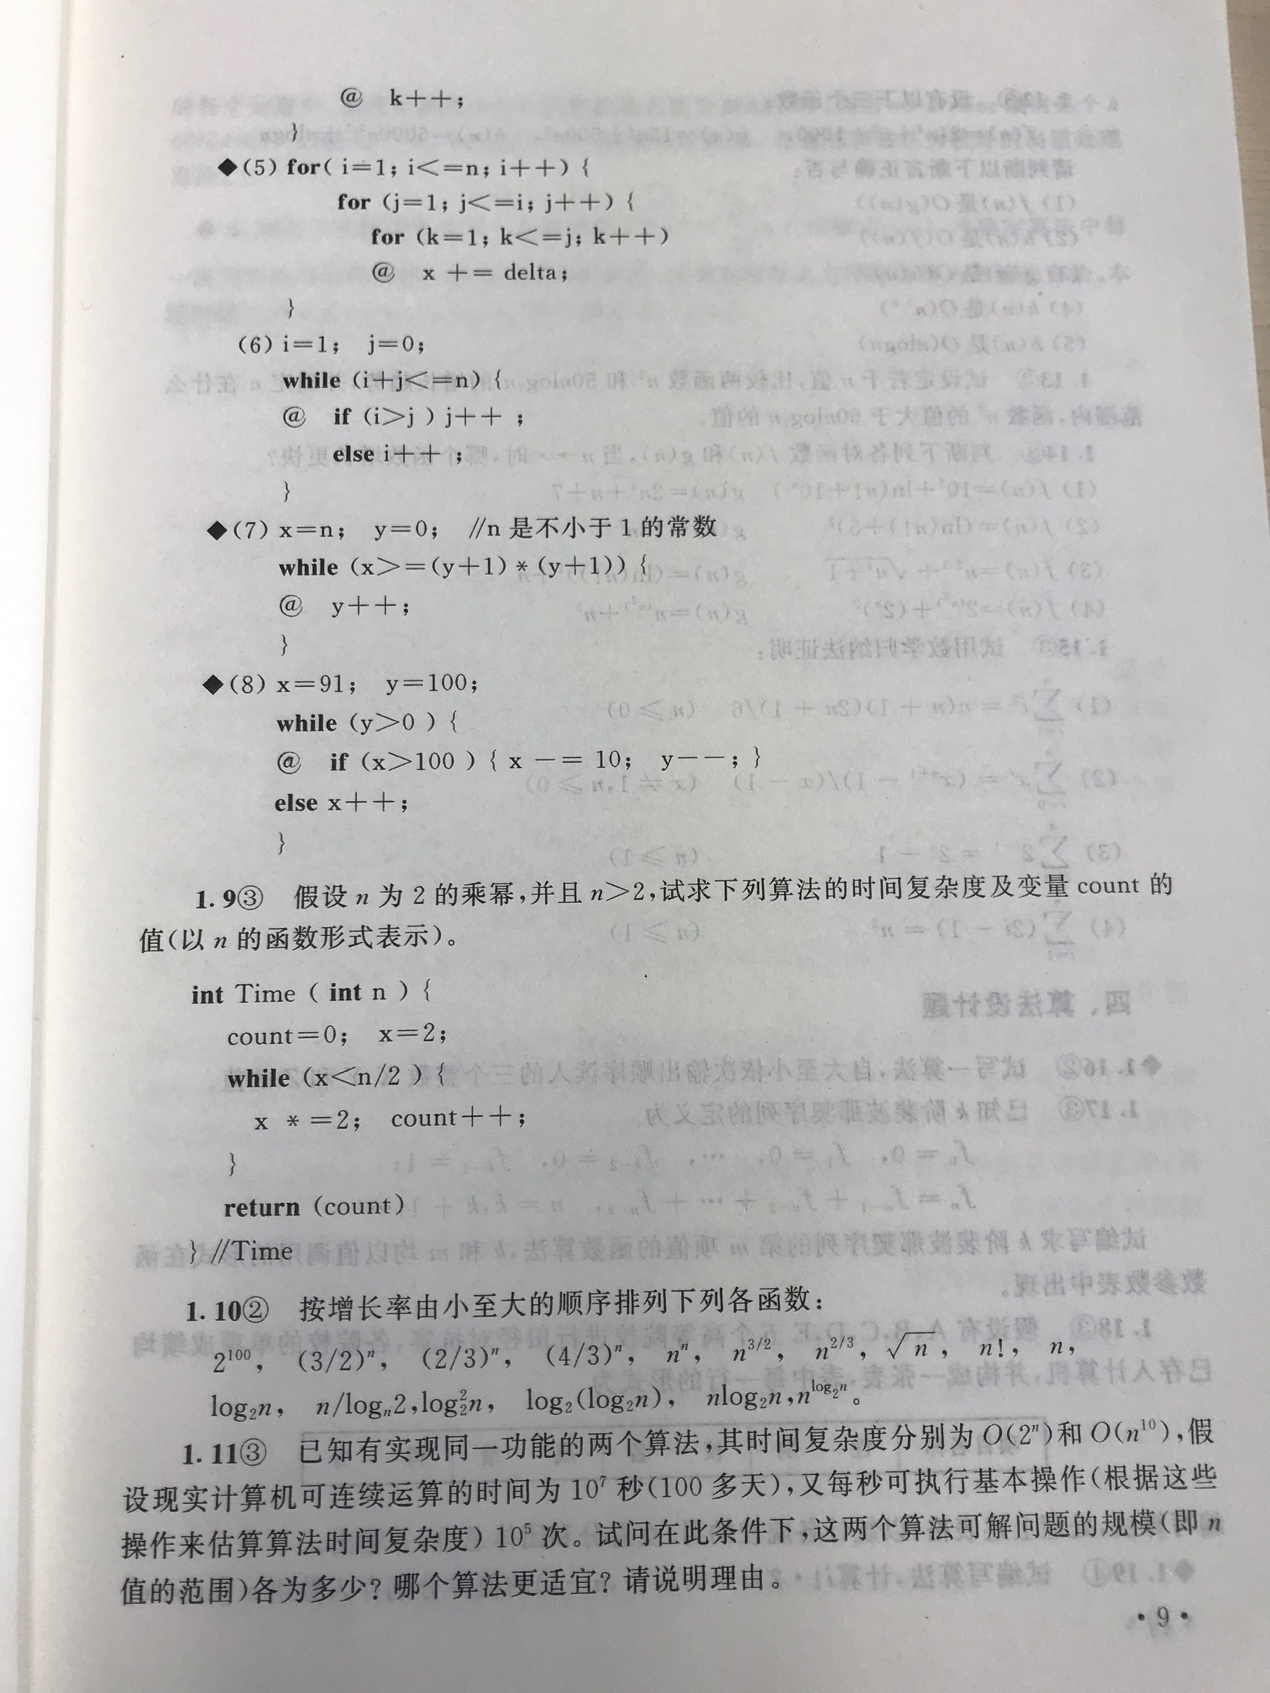 @ k++;
}
◆(5) for( i=1; i<=n; i++) {
for (j=1; j<=i; j++) {
for (k=1; k<=j; k++)
@ x += delta;
}
(6) i=1; j=0;
while (i+j<=n) {
@ if (i>j ) j++ ;
else i++ ;
}
◆(7) x=n; y=0; //n 是不小于 1 的常数
while (x>=(y+1) * (y+1)) {
@ y++;
}
◆(8) x=91; y=100;
while (y>0 ) {
@ if (x>100 ) { x -= 10; y--; }
else x++;
}
1.9③ 假设 n 为 2 的乘幂,并且 n>2,试求下列算法的时间复杂度及变量 count 的
值(以 n 的函数形式表示)。
int Time ( int n ) {
count=0; x=2;
while (x<n/2 ) {
x *=2; count++;
}
return (count)
} //Time
1.10② 按增长率由小至大的顺序排列下列各函数:
2¹⁰⁰, (3/2)ⁿ, (2/3)ⁿ, (4/3)ⁿ, nⁿ, n^{3/2}, n^{2/3}, √n, n!, n,
log₂n, n/logₙ2, log₂²n, log₂(log₂n), nlog₂n, n^{log₂n}。
1.11③ 已知有实现同一功能的两个算法,其时间复杂度分别为 O(2ⁿ)和 O(n¹⁰),假
设现实计算机可连续运算的时间为 10⁷ 秒(100 多天),又每秒可执行基本操作(根据这些
操作来估算算法时间复杂度) 10⁵ 次。试问在此条件下,这两个算法可解问题的规模(即 n
值的范围)各为多少? 哪个算法更适宜? 请说明理由。
· 9 ·